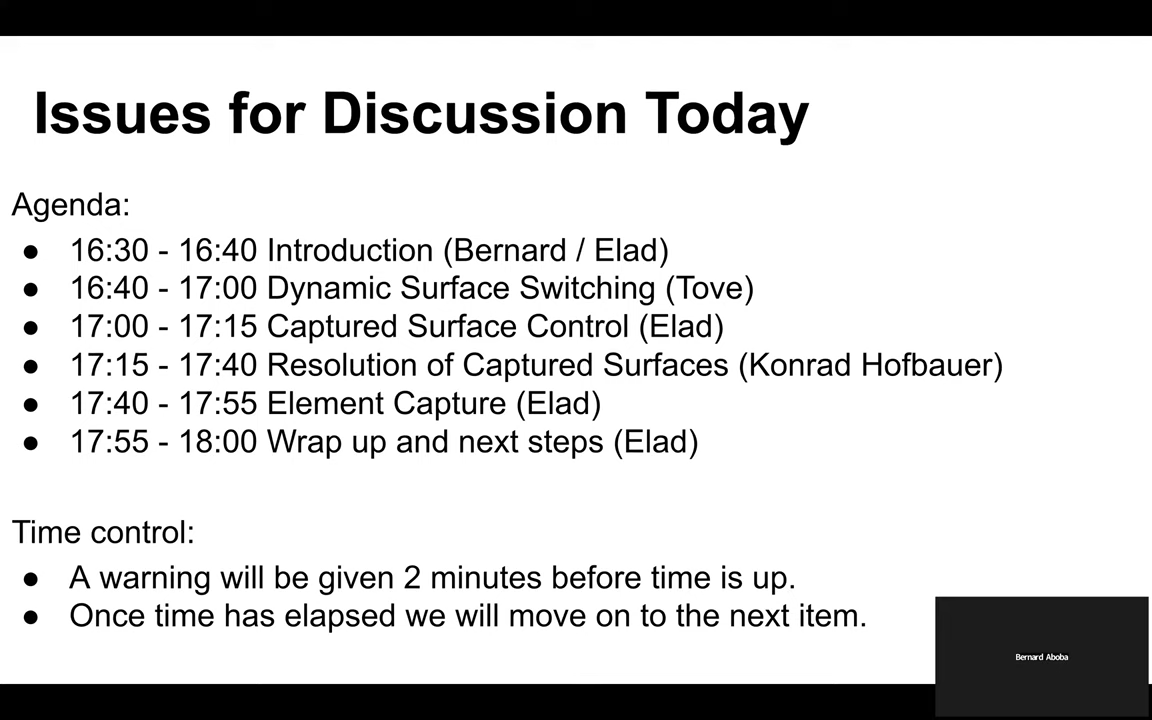 Issues for Discussion Today
Agenda:
● 16:30 - 16:40 Introduction (Bernard / Elad)
● 16:40 - 17:00 Dynamic Surface Switching (Tove)
● 17:00 - 17:15 Captured Surface Control (Elad)
● 17:15 - 17:40 Resolution of Captured Surfaces (Konrad Hofbauer)
● 17:40 - 17:55 Element Capture (Elad)
● 17:55 - 18:00 Wrap up and next steps (Elad)
Time control:
● A warning will be given 2 minutes before time is up.
● Once time has elapsed we will move on to the next item.
Bernard Aboba